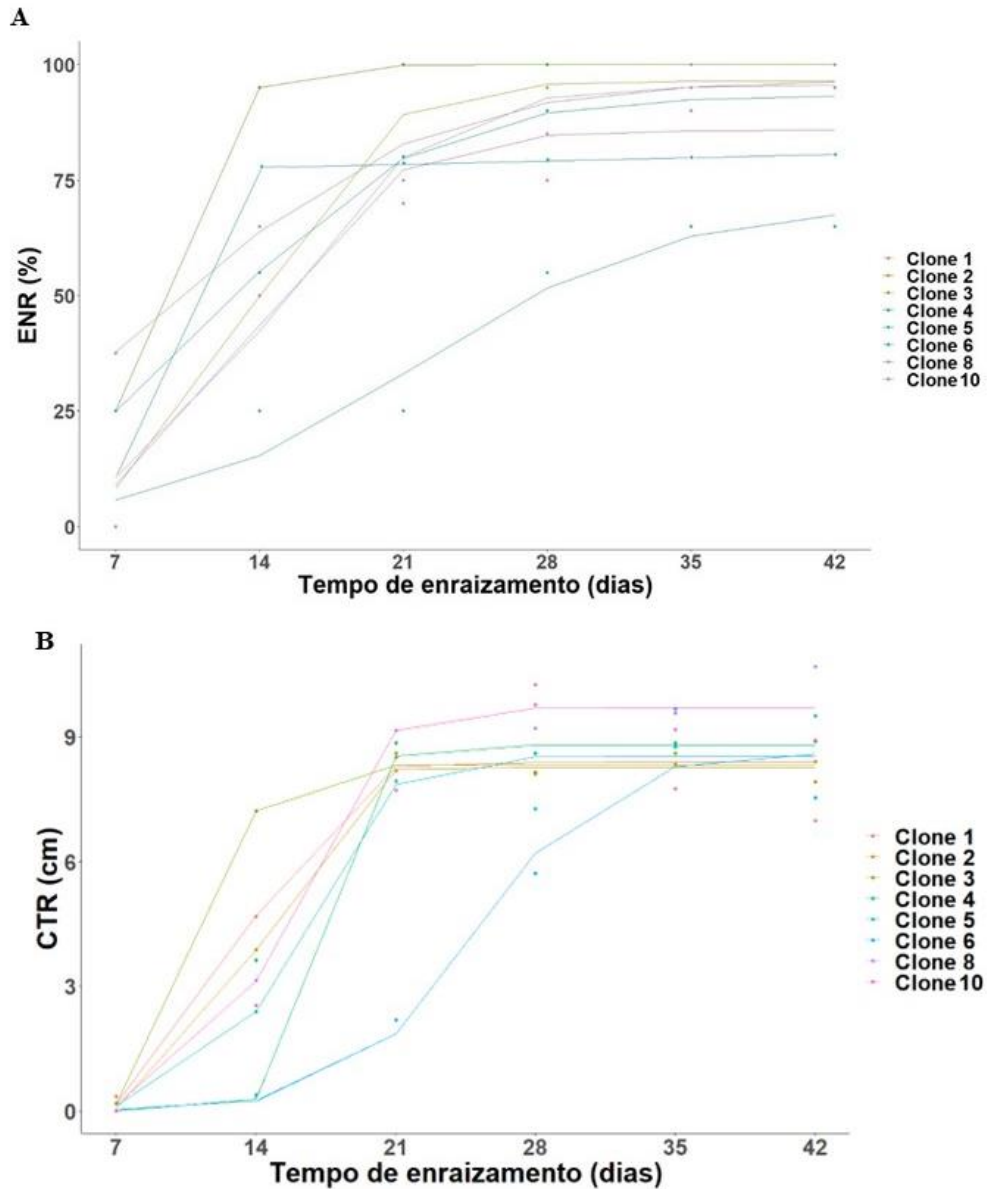 A
100
75
50
25
0
ENR (%)
7 14 21 28 35 42
Tempo de enraizamento (dias)
Clone 1
Clone 2
Clone 3
Clone 4
Clone 5
Clone 6
Clone 8
Clone 10
B
9
6
3
0
CTR (cm)
7 14 21 28 35 42
Tempo de enraizamento (dias)
Clone 1
Clone 2
Clone 3
Clone 4
Clone 5
Clone 6
Clone 8
Clone 10